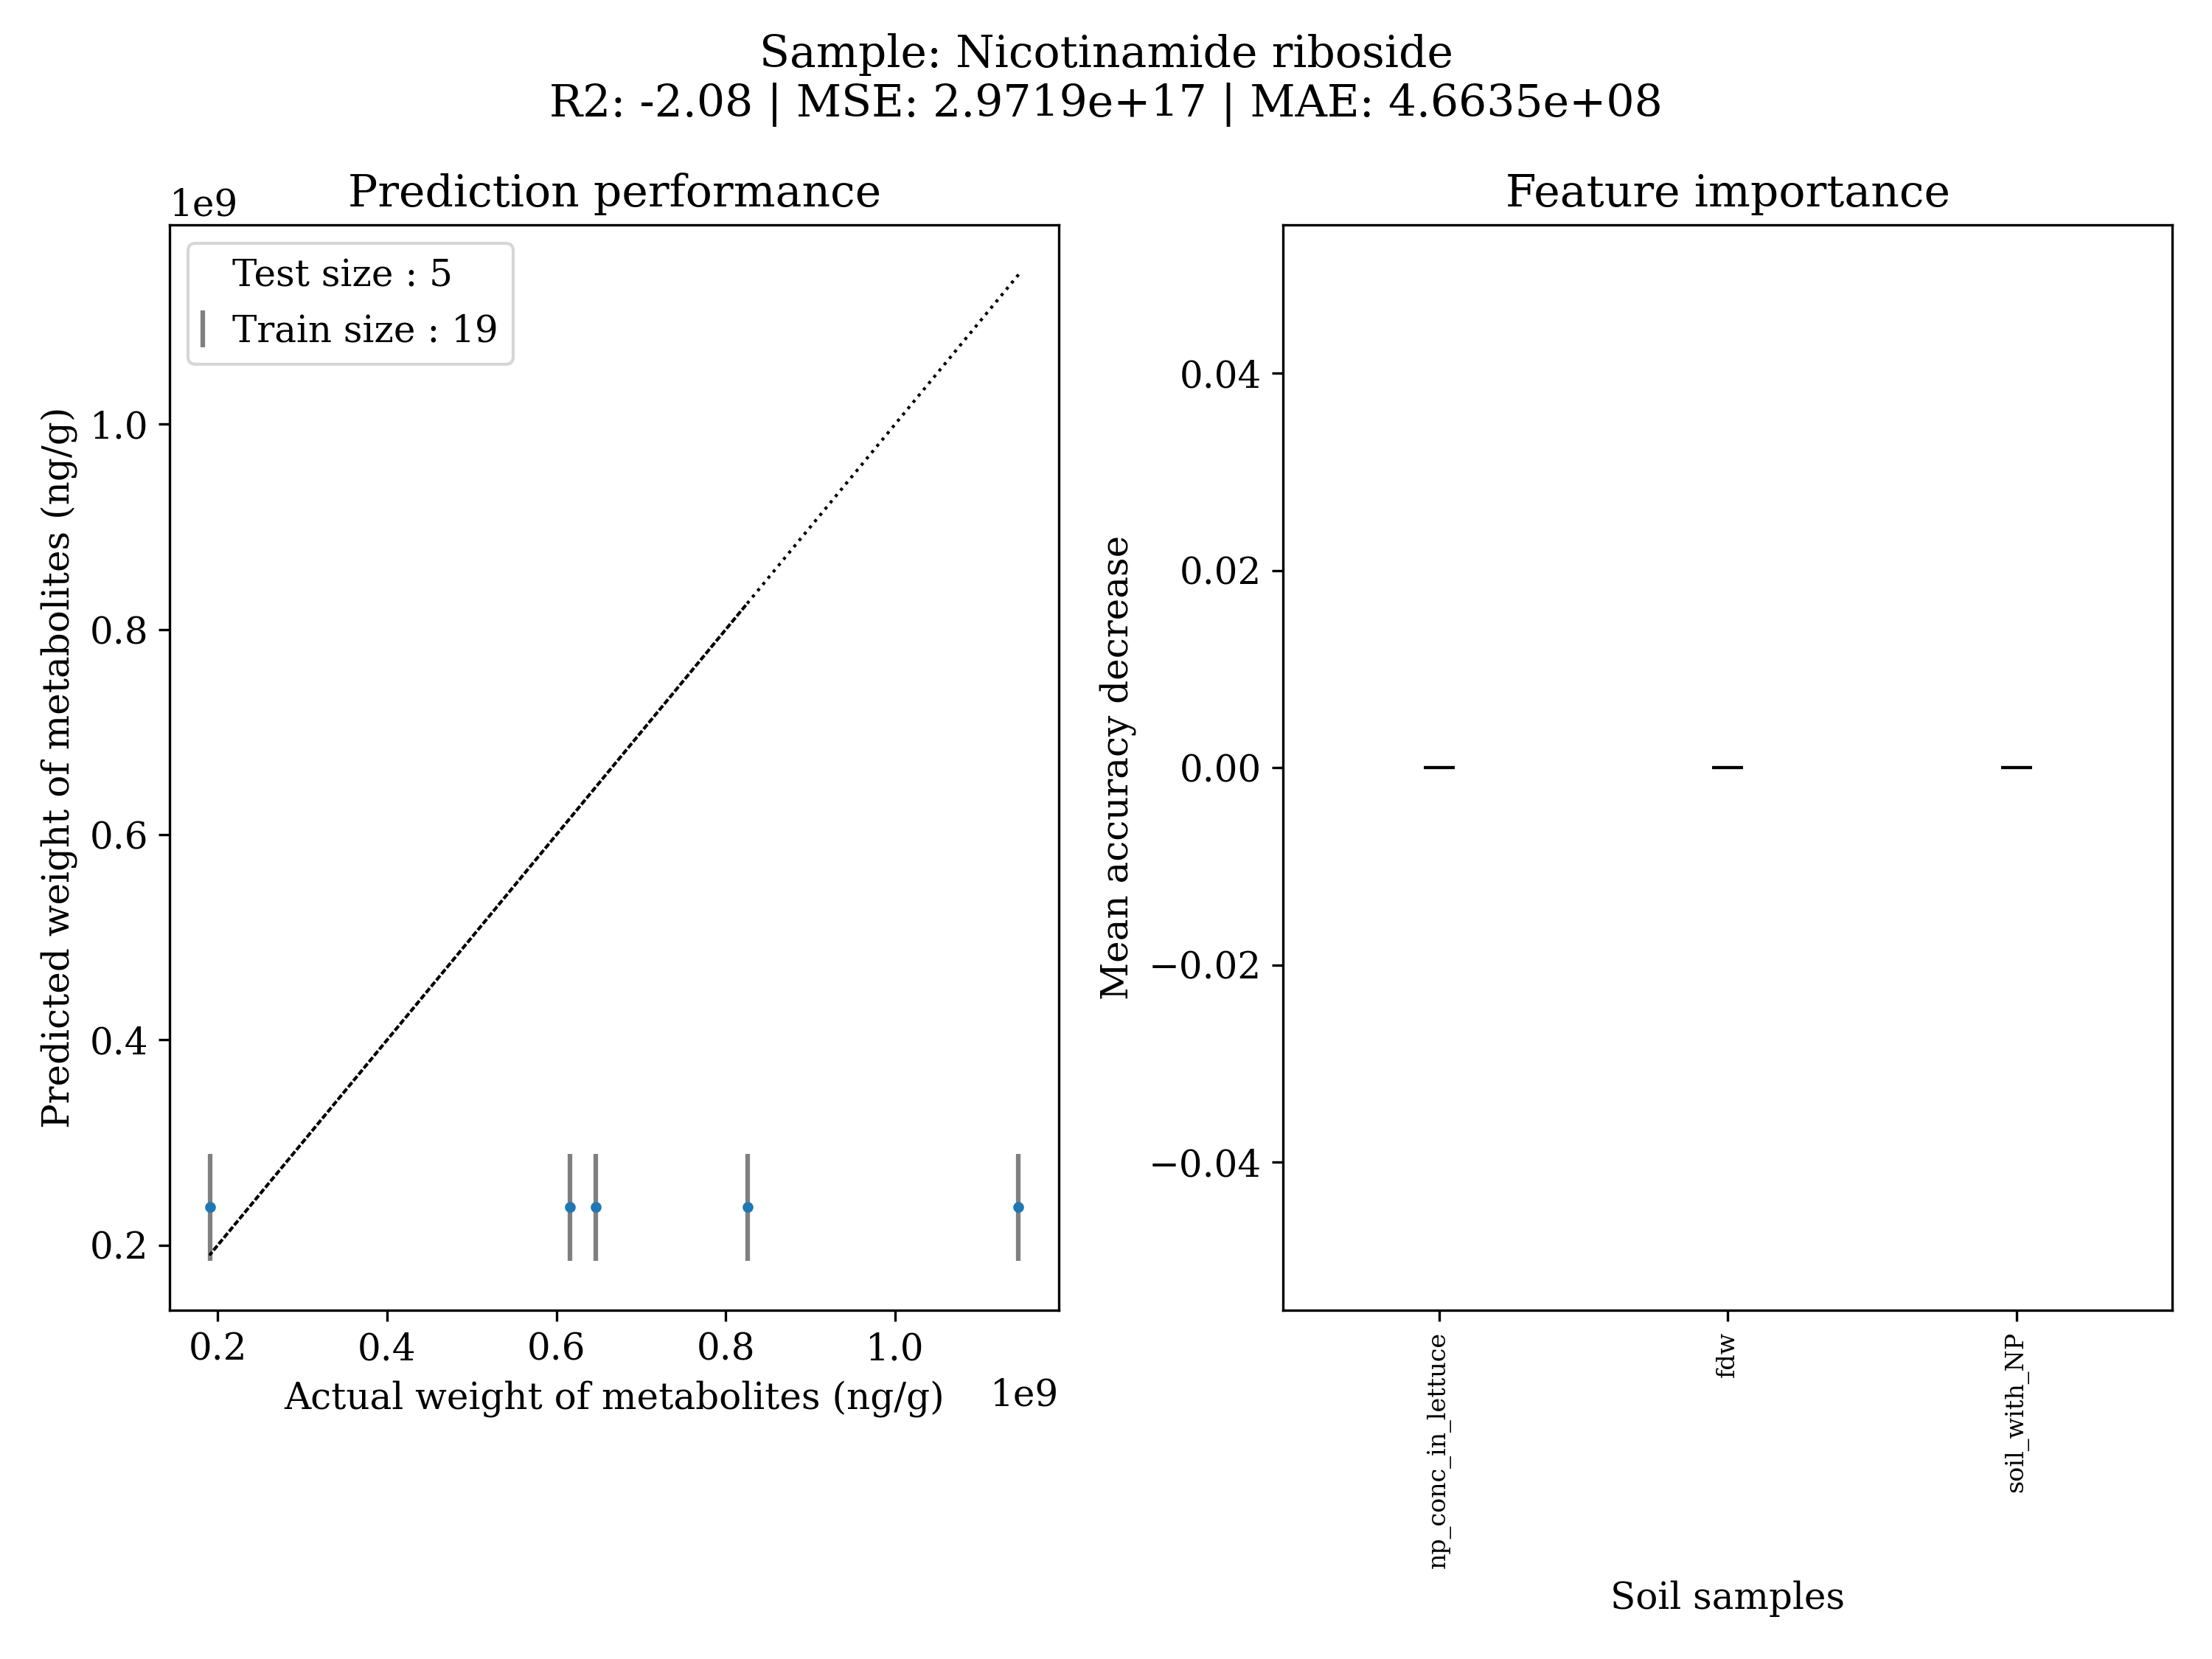 Sample: Nicotinamide riboside
R2: -2.08 | MSE: 2.9719e+17 | MAE: 4.6635e+08
Prediction performance
1e9
Test size : 5
Train size : 19
Predicted weight of metabolites (ng/g)
1.0
0.8
0.6
0.4
0.2
0.2 0.4 0.6 0.8 1.0
Actual weight of metabolites (ng/g)
1e9
Feature importance
Mean accuracy decrease
0.04
0.02
0.00
−0.02
−0.04
np_conc_in_lettuce
fdw
soil_with_NP
Soil samples